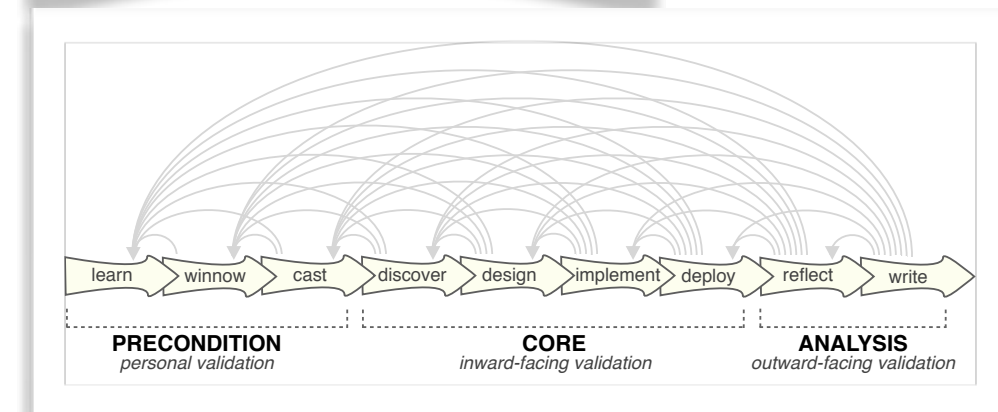 learn winnow cast discover design implement deploy reflect write
PRECONDITION CORE ANALYSIS
personal validation inward-facing validation outward-facing validation